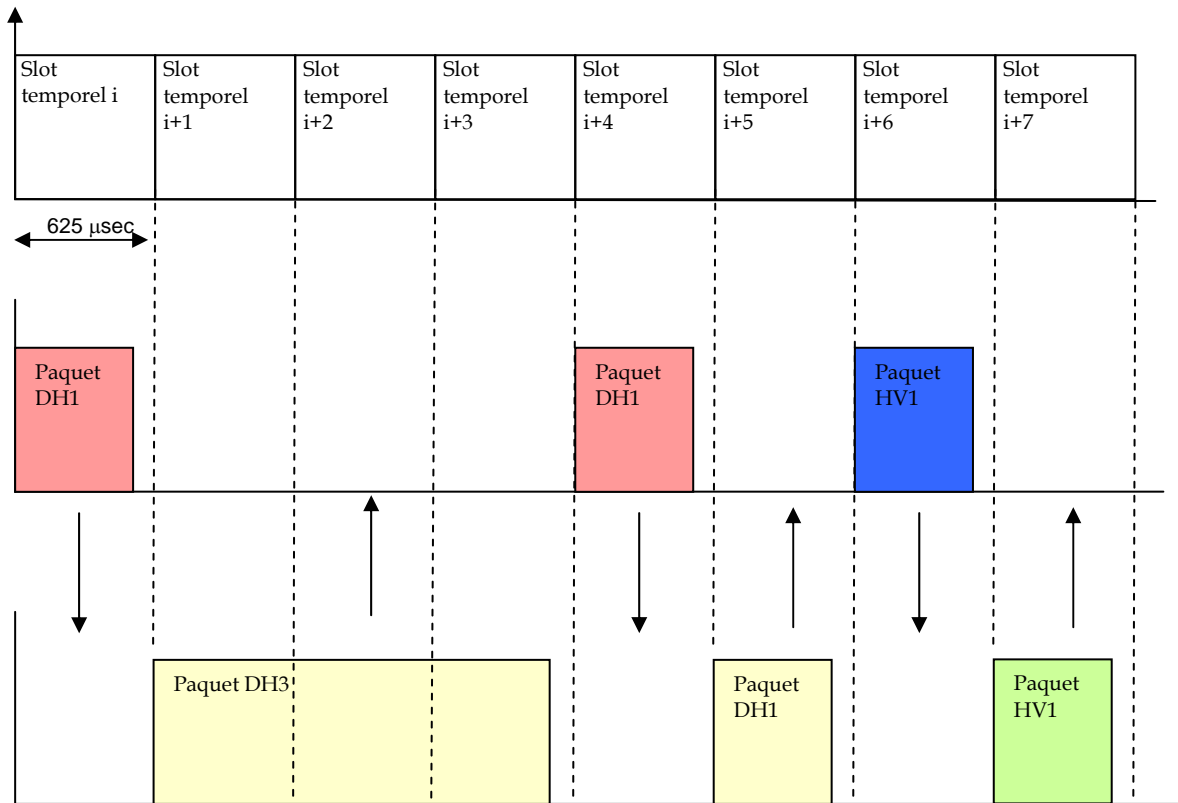 Slot
temporel i
Slot
temporel
i+1
Slot
temporel
i+2
Slot
temporel
i+3
Slot
temporel
i+4
Slot
temporel
i+5
Slot
temporel
i+6
Slot
temporel
i+7
625 μsec
Paquet
DH1
Paquet
DH1
Paquet
HV1
Paquet DH3
Paquet
DH1
Paquet
HV1